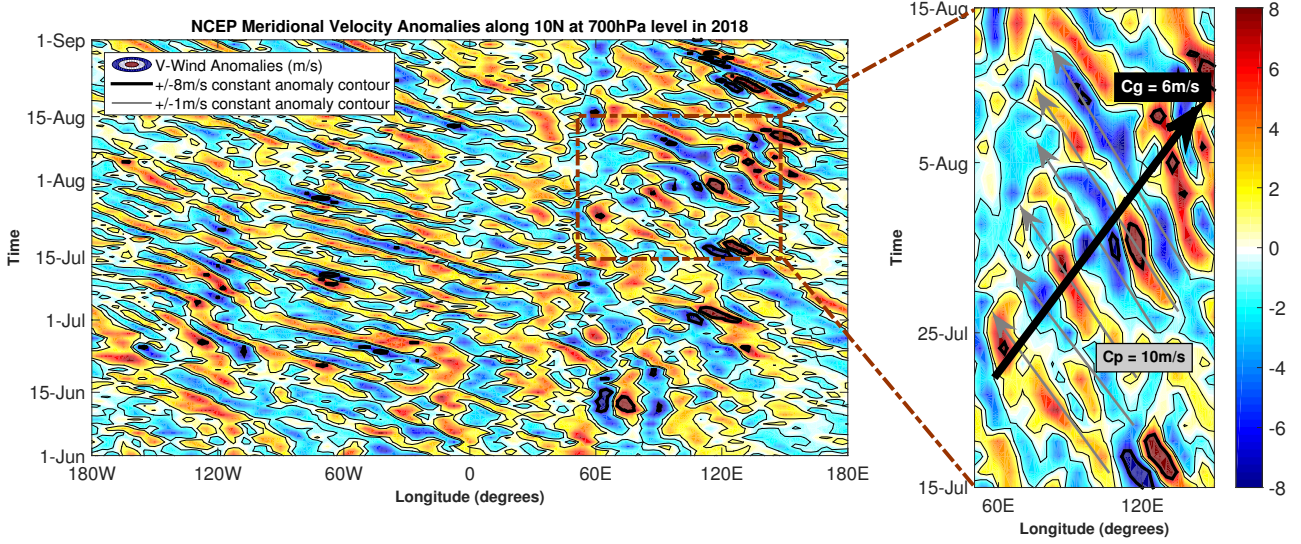 NCEP Meridional Velocity Anomalies along 10N at 700hPa level in 2018
V-Wind Anomalies (m/s)
+/-8m/s constant anomaly contour
+/-1m/s constant anomaly contour
Time
1-Sep
15-Aug
1-Aug
15-Jul
1-Jul
15-Jun
1-Jun
180W
120W
60W
0
60E
120E
180E
Longitude (degrees)
Cg = 6m/s
Cp = 10m/s
Time
15-Aug
5-Aug
25-Jul
15-Jul
60E
120E
Longitude (degrees)
8
6
4
2
0
-2
-4
-6
-8